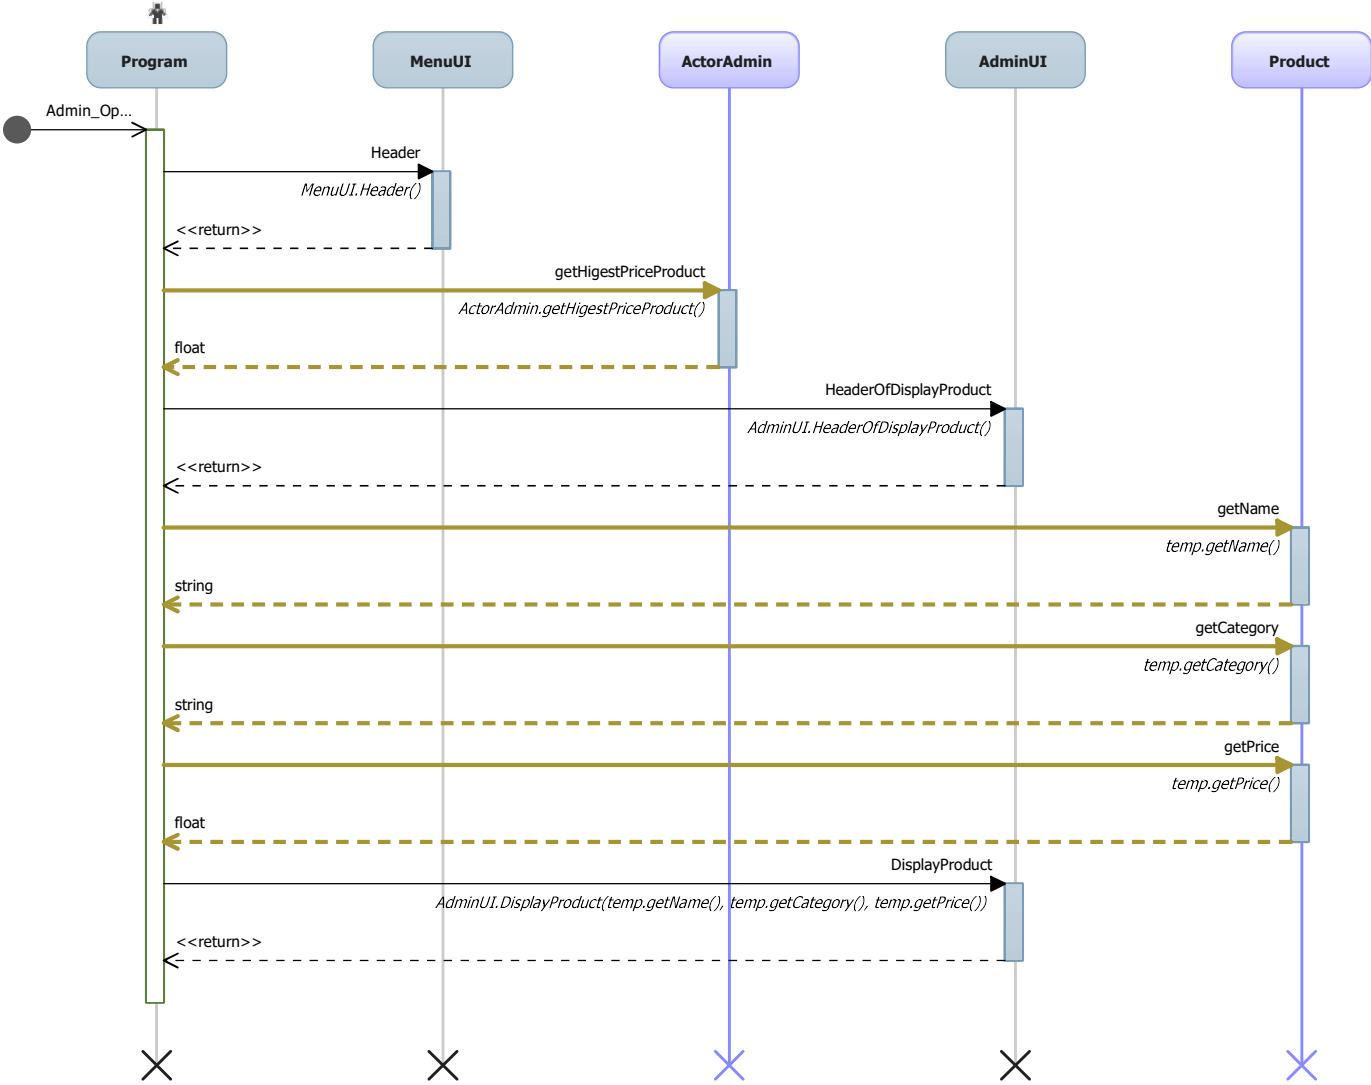 Program
MenuUI
ActorAdmin
AdminUI
Product
Admin_Op...
Header
MenuUI.Header()
<<return>>
getHigestPriceProduct
ActorAdmin.getHigestPriceProduct()
float
HeaderOfDisplayProduct
AdminUI.HeaderOfDisplayProduct()
<<return>>
getName
temp.getName()
string
getCategory
temp.getCategory()
string
getPrice
temp.getPrice()
float
DisplayProduct
AdminUI.DisplayProduct(temp.getName(), temp.getCategory(), temp.getPrice())
<<return>>